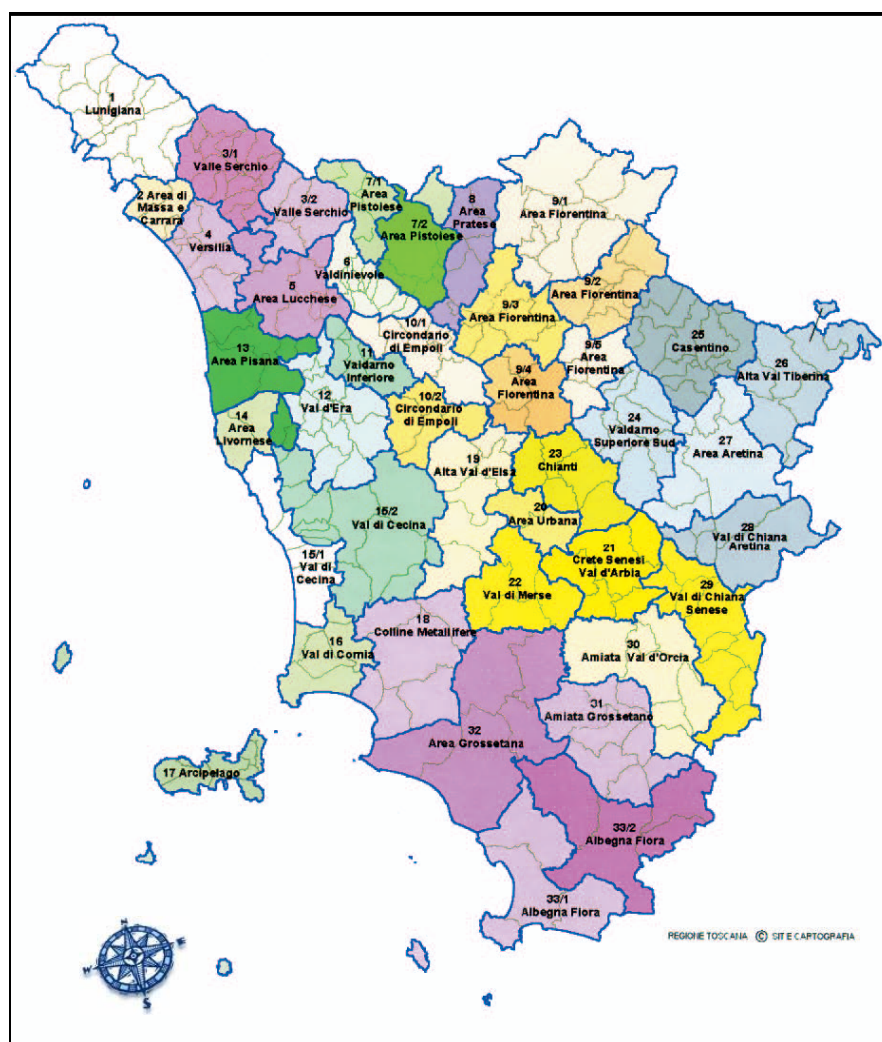 1
Lunigiana
3/1
Valle Serchio
2 Area di
Massa e
Carrara
3/2
Valle Serchio
4
Versilia
5
Area Lucchese
6
Valdinievole
7/1
Area
Pistoiese
7/2
Area Pistoiese
8
Area
Pratese
9/1
Area Fiorentina
9/2
Area Fiorentina
9/3
Area Fiorentina
9/4
Area
Fiorentina
9/5
Area
Fiorentina
10/1
Circondario
di Empoli
10/2
Circondario
di Empoli
11
Valdarno
Inferiore
12
Val d'Era
13
Area Pisana
14
Area
Livornese
15/1
Val di
Cecina
15/2
Val di Cecina
16
Val di Cornia
17 Arcipelago
18
Colline Metallifere
19
Alta Val d'Elsa
20
Area Urbana
21
Crete Senesi
Val d'Arbia
22
Val di Merse
23
Chianti
24
Valdarno
Superiore Sud
25
Casentino
26
Alta Val Tiberina
27
Area Aretina
28
Val di Chiana
Aretina
29
Val di Chiana
Senese
30
Amiata Val d'Orcia
31
Amiata Grossetano
32
Area Grossetana
33/1
Albegna Fiora
33/2
Albegna Fiora
N
E
W
S
REGIONE TOSCANA © SITE CARTOGRAFIA